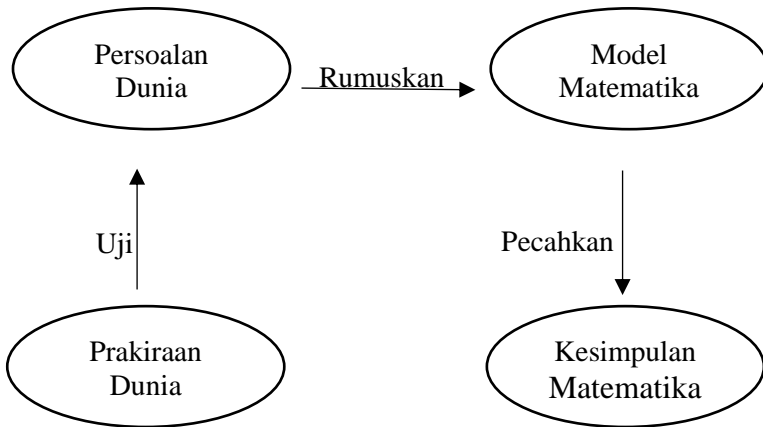 Persoalan
Dunia
Rumuskan
Model
Matematika
Uji
Pecahkan
Prakiraan
Dunia
Kesimpulan
Matematika